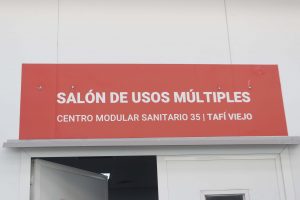 SALÓN DE USOS MÚLTIPLES
CENTRO MODULAR SANITARIO 35 | TAFÍ VIEJO